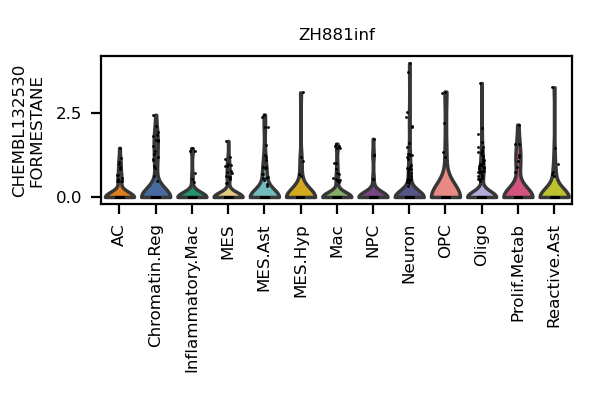 ZH881inf
CHEMBL132530
FORMESTANE
2.5
0.0
AC
Chromatin.Reg
Inflammatory.Mac
MES
MES.Ast
MES.Hyp
Mac
NPC
Neuron
OPC
Oligo
Prolif.Metab
Reactive.Ast